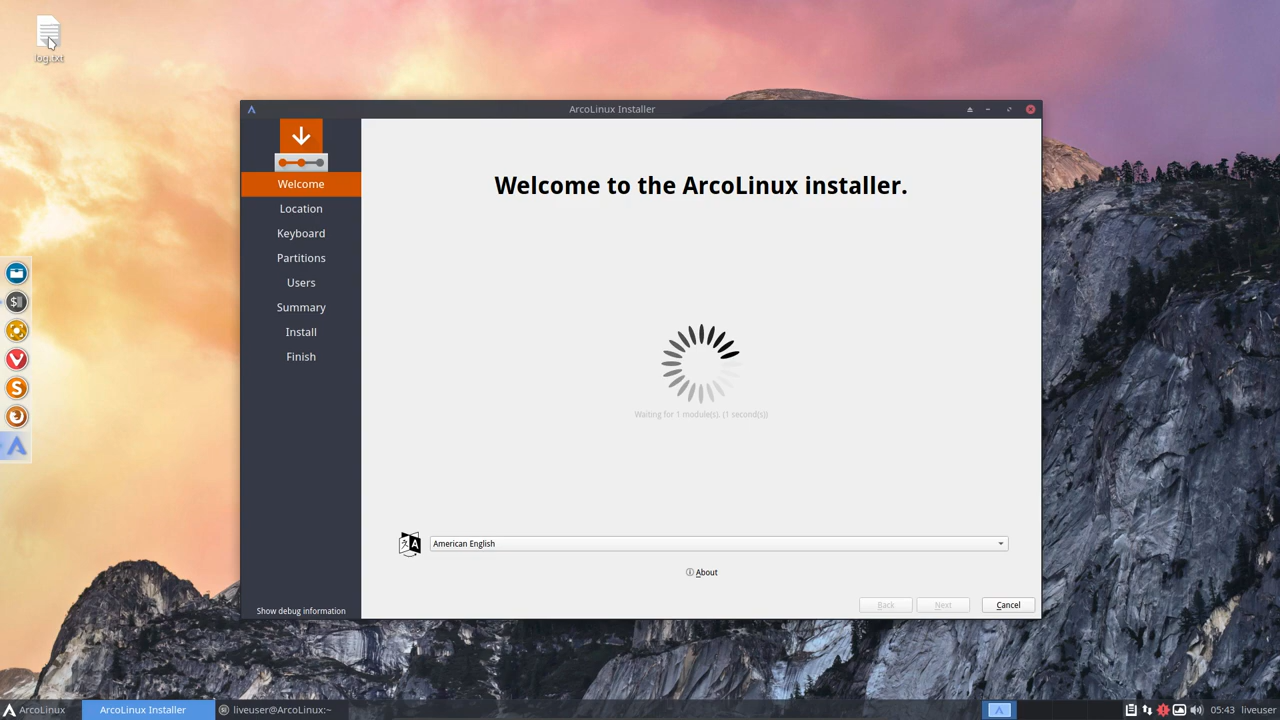 log.txt
ArcoLinux Installer
Welcome
Location
Keyboard
Partitions
Users
Summary
Install
Finish
Show debug information
Welcome to the ArcoLinux installer.
Waiting for 1 module(s). (1 second(s))
American English
About
Back
Next
Cancel
ArcoLinux
ArcoLinux Installer
liveuser@ArcoLinux:~
05:43
liveuser